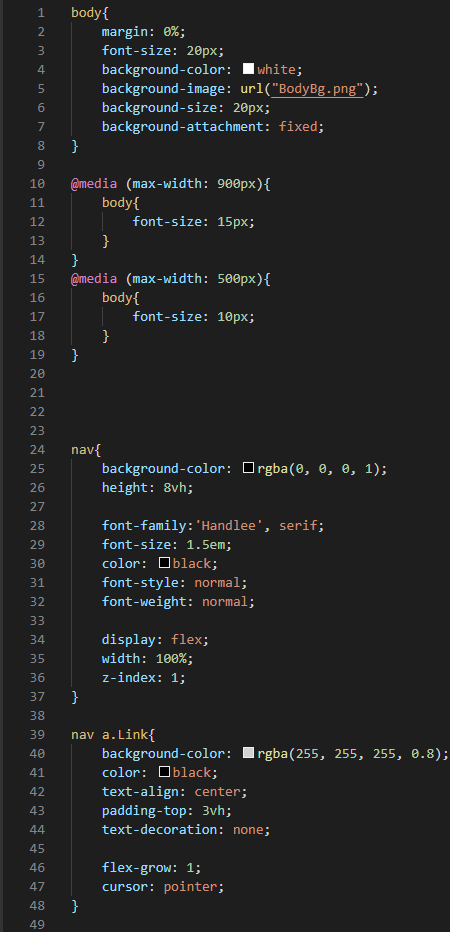 1 body{
2 margin: 0%;
3 font-size: 20px;
4 background-color: white;
5 background-image: url("BodyBg.png");
6 background-size: 20px;
7 background-attachment: fixed;
8 }
9
10 @media (max-width: 900px){
11 body{
12 font-size: 15px;
13 }
14 }
15 @media (max-width: 500px){
16 body{
17 font-size: 10px;
18 }
19 }
20
21
22
23
24 nav{
25 background-color: rgba(0, 0, 0, 1);
26 height: 8vh;
27
28 font-family:'Handlee', serif;
29 font-size: 1.5em;
30 color: black;
31 font-style: normal;
32 font-weight: normal;
33
34 display: flex;
35 width: 100%;
36 z-index: 1;
37 }
38
39 nav a.Link{
40 background-color: rgba(255, 255, 255, 0.8);
41 color: black;
42 text-align: center;
43 padding-top: 3vh;
44 text-decoration: none;
45
46 flex-grow: 1;
47 cursor: pointer;
48 }
49